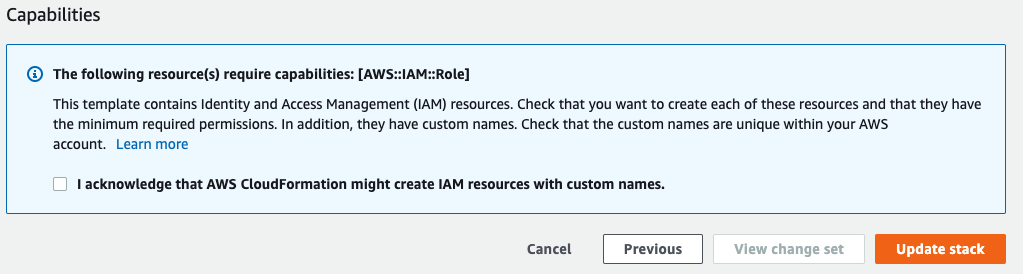 Capabilities
The following resource(s) require capabilities: [AWS::IAM::Role]
This template contains Identity and Access Management (IAM) resources. Check that you want to create each of these resources and that they have
the minimum required permissions. In addition, they have custom names. Check that the custom names are unique within your AWS
account. Learn more
I acknowledge that AWS CloudFormation might create IAM resources with custom names.
Cancel Previous View change set Update stack